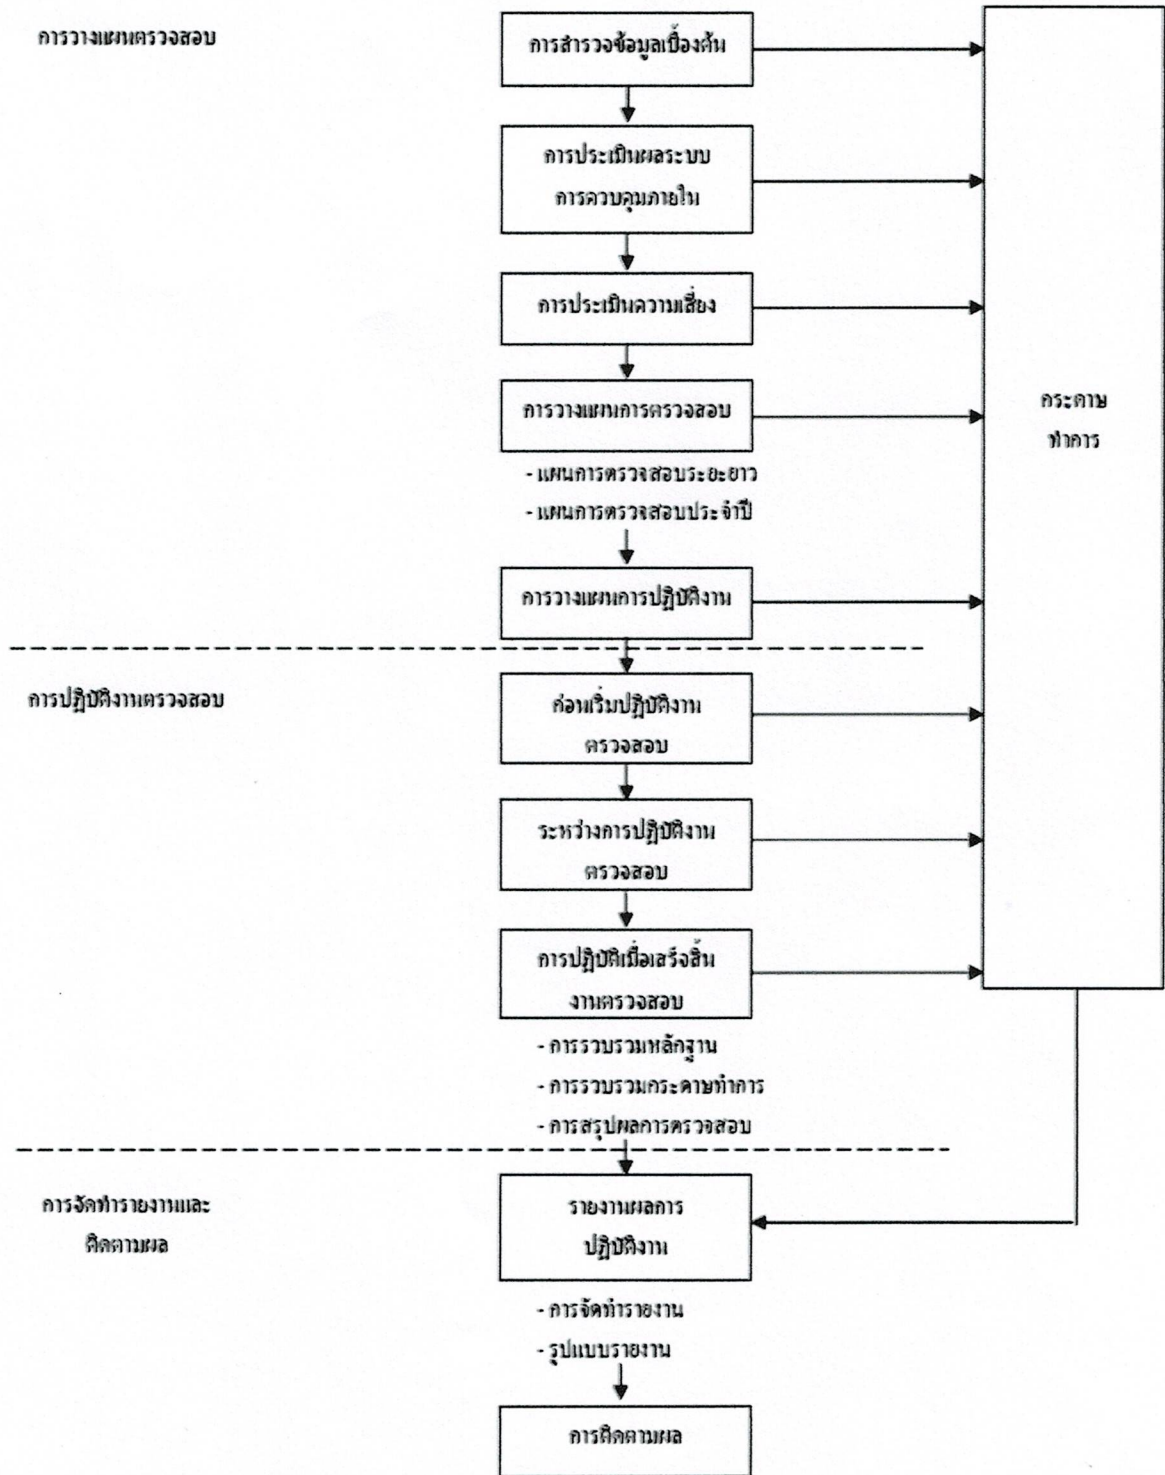 การวางแผนตรวจสอบ
การสำรวจข้อมูลเบื้องต้น
การประเมินผลระบบ
การควบคุมภายใน
การประเมินความเสี่ยง
การวางแผนการตรวจสอบ
- แผนการตรวจสอบระยะยาว
- แผนการตรวจสอบประจำปี
การวางแผนการปฏิบัติงาน
กระดาษ
ทำการ
การปฏิบัติงานตรวจสอบ
ก่อนเริ่มปฏิบัติงาน
ตรวจสอบ
ระหว่างการปฏิบัติงาน
ตรวจสอบ
การปฏิบัติเมื่อเสร็จสิ้น
งานตรวจสอบ
- การรวบรวมหลักฐาน
- การรวบรวมกระดาษทำการ
- การสรุปผลการตรวจสอบ
การจัดทำรายงานและ
ติดตามผล
รายงานผลการ
ปฏิบัติงาน
- การจัดทำรายงาน
- รูปแบบรายงาน
การติดตามผล